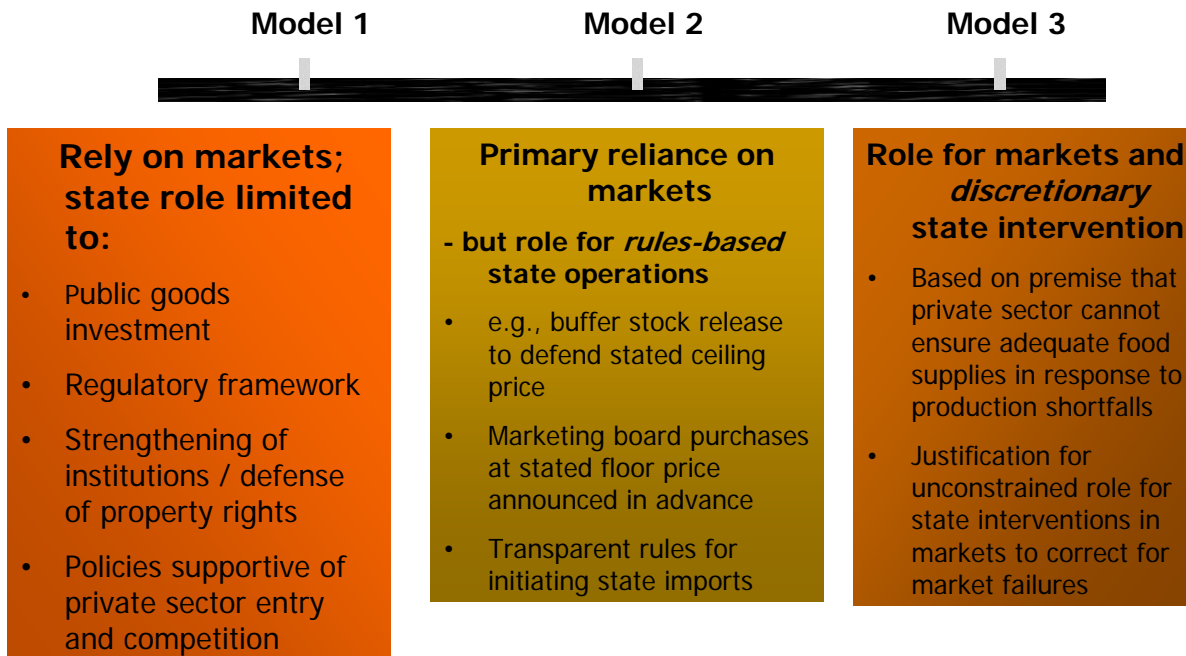 Model 1
Model 2
Model 3
Rely on markets;
state role limited
to:
• Public goods
investment
• Regulatory framework
• Strengthening of
institutions / defense
of property rights
• Policies supportive of
private sector entry
and competition
Primary reliance on
markets
- but role for rules-based
state operations
• e.g., buffer stock release
to defend stated ceiling
price
• Marketing board purchases
at stated floor price
announced in advance
• Transparent rules for
initiating state imports
Role for markets and
discretionary
state intervention
• Based on premise that
private sector cannot
ensure adequate food
supplies in response to
production shortfalls
• Justification for
unconstrained role for
state interventions in
markets to correct for
market failures